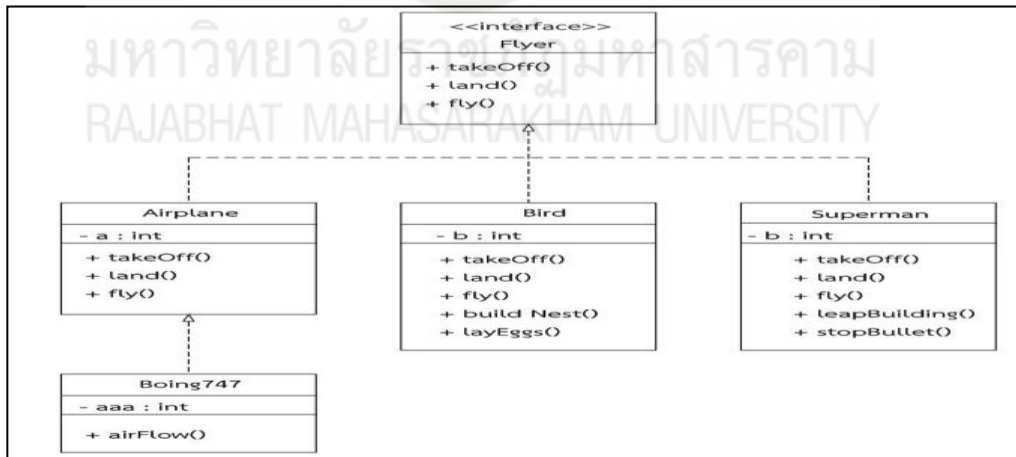 <<interface>>
Flyer
+ takeOff()
+ land()
+ fly()
มหาวิทยาลัยราชภัฏมหาสารคาม
RAJABHAT MAHASARAKHAM UNIVERSITY
Airplane
- a : int
+ takeOff()
+ land()
+ fly()
Bird
- b : int
+ takeOff()
+ land()
+ fly()
+ build Nest()
+ layEggs()
Superman
- b : int
+ takeOff()
+ land()
+ fly()
+ leapBuilding()
+ stopBullet()
Boing747
- aaa : int
+ airFlow()